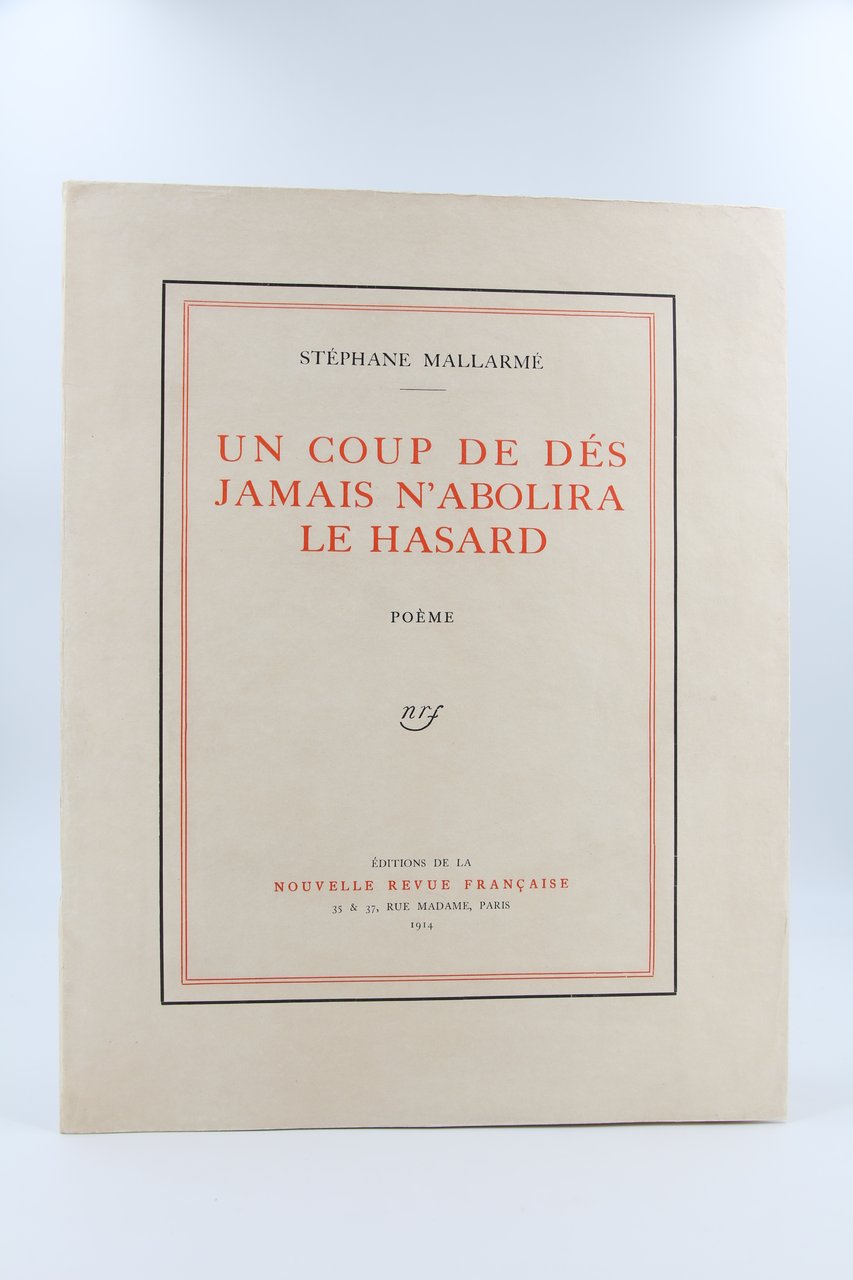 STÉPHANE MALLARMÉ
UN COUP DE DÉS
JAMAIS N'ABOLIRA
LE HASARD
POÈME
nrf
ÉDITIONS DE LA
NOUVELLE REVUE FRANÇAISE
35 & 37, RUE MADAME, PARIS
1914